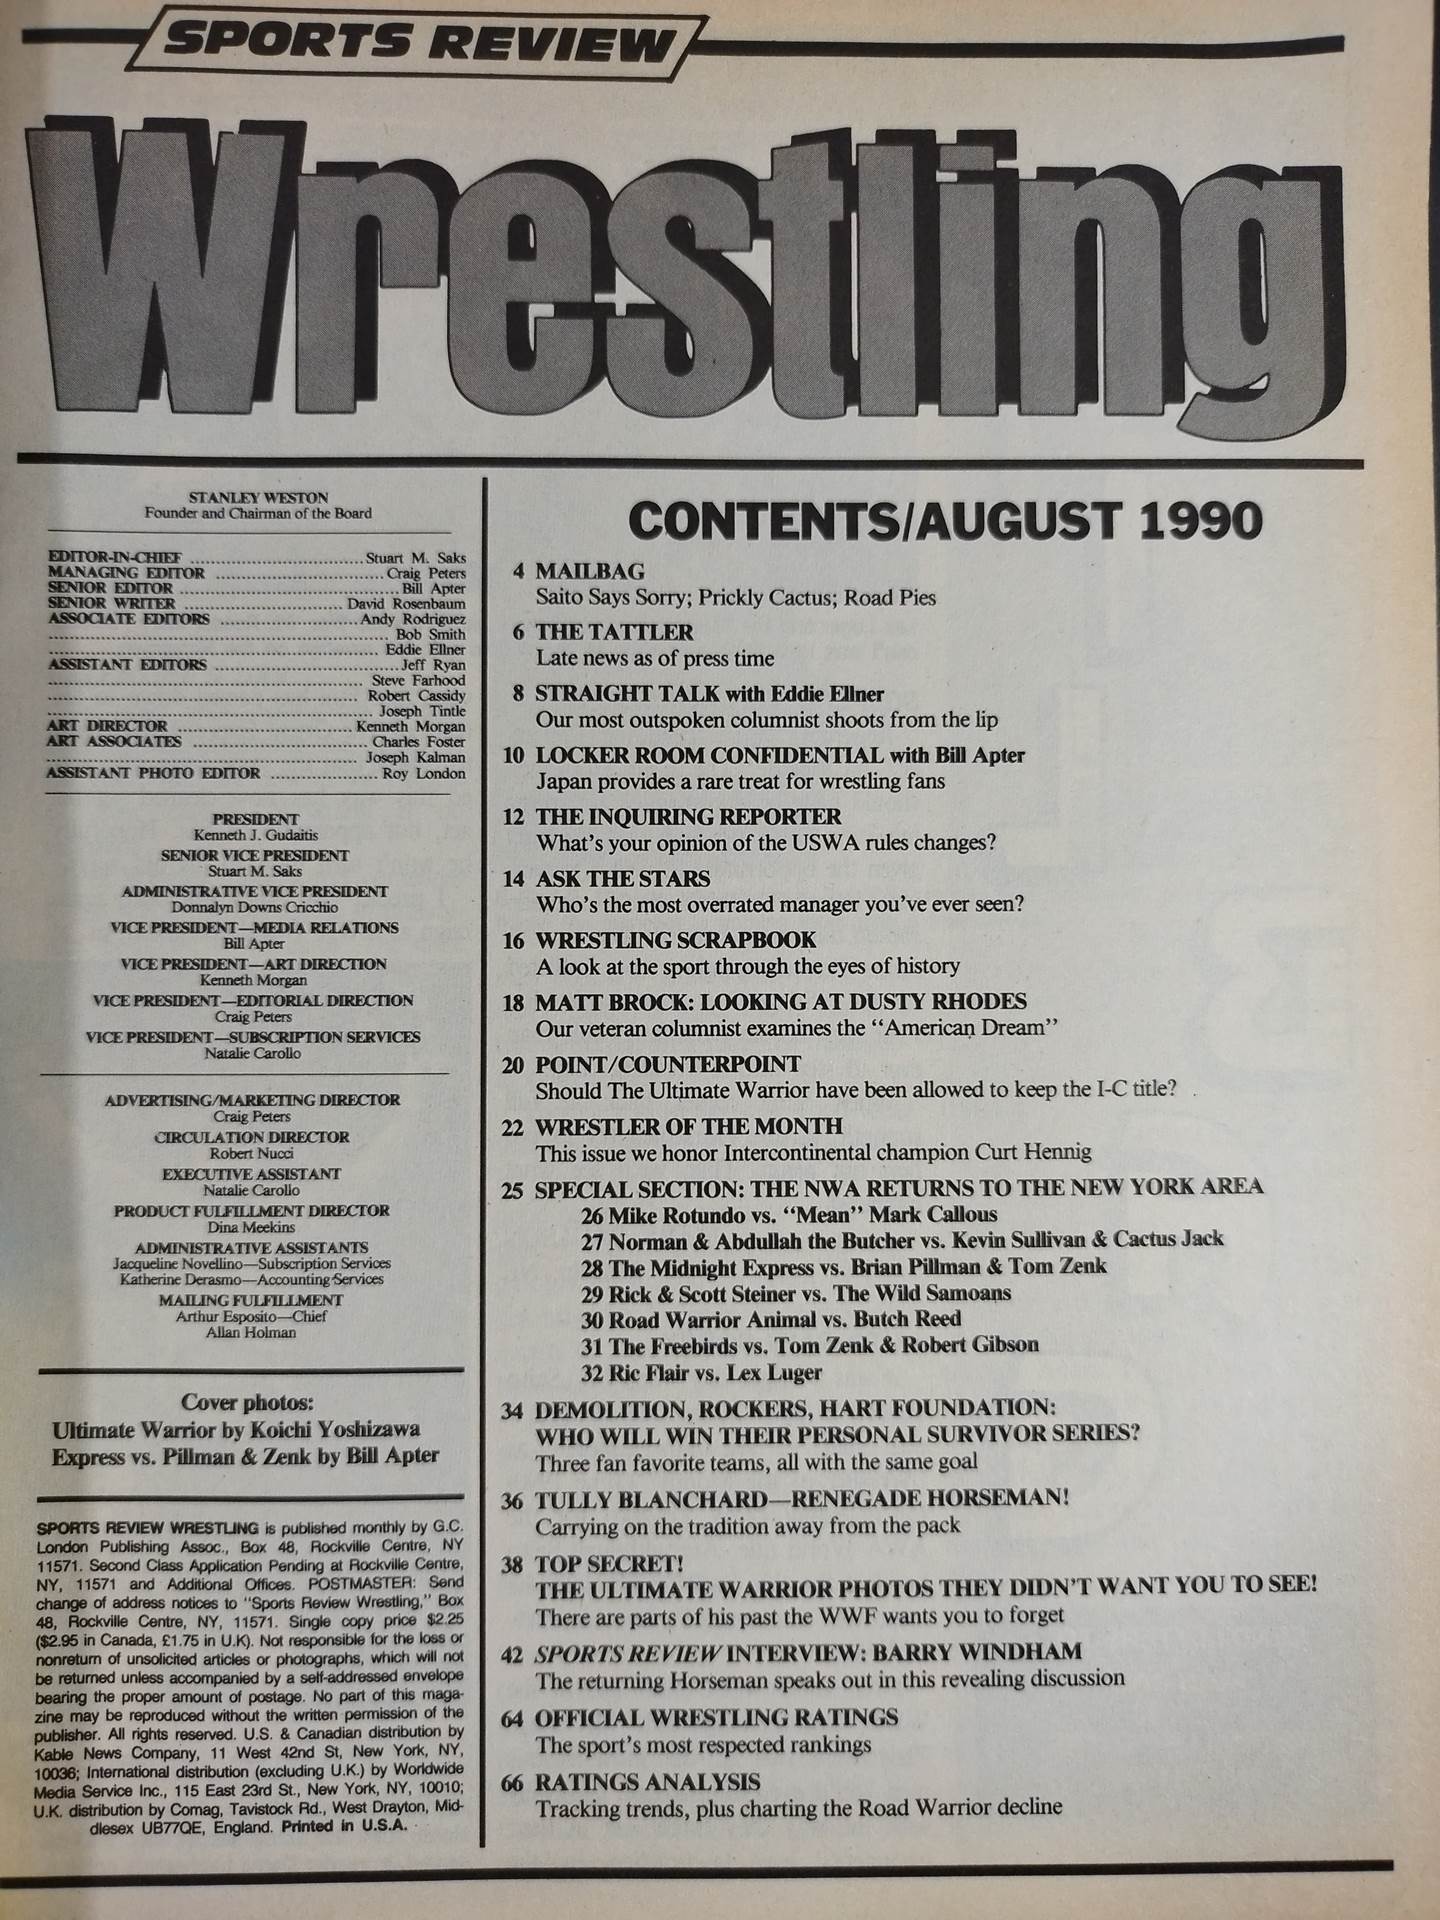 SPORTS REVIEW
Wrestling
STANLEY WESTON
Founder and Chairman of the Board
EDITOR-IN-CHIEF ................................ Stuart M. Saks
MANAGING EDITOR ................................ Craig Peters
SENIOR EDITOR ........................................ Bill Apter
SENIOR WRITER ............................. David Rosenbaum
ASSOCIATE EDITORS ......................... Andy Rodriguez
.............................................................. Bob Smith
............................................................ Eddie Ellner
ASSISTANT EDITORS .................................. Jeff Ryan
......................................................... Steve Farhood
........................................................ Robert Cassidy
.......................................................... Joseph Tintle
ART DIRECTOR ................................ Kenneth Morgan
ART ASSOCIATES ................................ Charles Foster
........................................................ Joseph Kalman
ASSISTANT PHOTO EDITOR .................... Roy London
PRESIDENT
Kenneth J. Gudaitis
SENIOR VICE PRESIDENT
Stuart M. Saks
ADMINISTRATIVE VICE PRESIDENT
Donnalyn Downs Cricchio
VICE PRESIDENT—MEDIA RELATIONS
Bill Apter
VICE PRESIDENT—ART DIRECTION
Kenneth Morgan
VICE PRESIDENT—EDITORIAL DIRECTION
Craig Peters
VICE PRESIDENT—SUBSCRIPTION SERVICES
Natalie Carollo
ADVERTISING/MARKETING DIRECTOR
Craig Peters
CIRCULATION DIRECTOR
Robert Nucci
EXECUTIVE ASSISTANT
Natalie Carollo
PRODUCT FULFILLMENT DIRECTOR
Dina Meekins
ADMINISTRATIVE ASSISTANTS
Jacqueline Novellino—Subscription Services
Katherine Derasmo—Accounting Services
MAILING FULFILLMENT
Arthur Esposito—Chief
Allan Holman
Cover photos:
Ultimate Warrior by Koichi Yoshizawa
Express vs. Pillman & Zenk by Bill Apter
SPORTS REVIEW WRESTLING is published monthly by G.C.
London Publishing Assoc., Box 48, Rockville Centre, NY
11571. Second Class Application Pending at Rockville Centre,
NY, 11571 and Additional Offices. POSTMASTER: Send
change of address notices to "Sports Review Wrestling," Box
48, Rockville Centre, NY, 11571. Single copy price $2.25
($2.95 in Canada, £1.75 in U.K). Not responsible for the loss or
nonreturn of unsolicited articles or photographs, which will not
be returned unless accompanied by a self-addressed envelope
bearing the proper amount of postage. No part of this maga-
zine may be reproduced without the written permission of the
publisher. All rights reserved. U.S. & Canadian distribution by
Kable News Company, 11 West 42nd St, New York, NY,
10036; International distribution (excluding U.K.) by Worldwide
Media Service Inc., 115 East 23rd St., New York, NY, 10010;
U.K. distribution by Comag, Tavistock Rd., West Drayton, Mid-
dlesex UB77QE, England. Printed in U.S.A.
CONTENTS/AUGUST 1990
4 MAILBAG
Saito Says Sorry; Prickly Cactus; Road Pies
6 THE TATTLER
Late news as of press time
8 STRAIGHT TALK with Eddie Ellner
Our most outspoken columnist shoots from the lip
10 LOCKER ROOM CONFIDENTIAL with Bill Apter
Japan provides a rare treat for wrestling fans
12 THE INQUIRING REPORTER
What's your opinion of the USWA rules changes?
14 ASK THE STARS
Who's the most overrated manager you've ever seen?
16 WRESTLING SCRAPBOOK
A look at the sport through the eyes of history
18 MATT BROCK: LOOKING AT DUSTY RHODES
Our veteran columnist examines the "American Dream"
20 POINT/COUNTERPOINT
Should The Ultimate Warrior have been allowed to keep the I-C title?
22 WRESTLER OF THE MONTH
This issue we honor Intercontinental champion Curt Hennig
25 SPECIAL SECTION: THE NWA RETURNS TO THE NEW YORK AREA
26 Mike Rotundo vs. "Mean" Mark Callous
27 Norman & Abdullah the Butcher vs. Kevin Sullivan & Cactus Jack
28 The Midnight Express vs. Brian Pillman & Tom Zenk
29 Rick & Scott Steiner vs. The Wild Samoans
30 Road Warrior Animal vs. Butch Reed
31 The Freebirds vs. Tom Zenk & Robert Gibson
32 Ric Flair vs. Lex Luger
34 DEMOLITION, ROCKERS, HART FOUNDATION:
WHO WILL WIN THEIR PERSONAL SURVIVOR SERIES?
Three fan favorite teams, all with the same goal
36 TULLY BLANCHARD—RENEGADE HORSEMAN!
Carrying on the tradition away from the pack
38 TOP SECRET!
THE ULTIMATE WARRIOR PHOTOS THEY DIDN'T WANT YOU TO SEE!
There are parts of his past the WWF wants you to forget
42 SPORTS REVIEW INTERVIEW: BARRY WINDHAM
The returning Horseman speaks out in this revealing discussion
64 OFFICIAL WRESTLING RATINGS
The sport's most respected rankings
66 RATINGS ANALYSIS
Tracking trends, plus charting the Road Warrior decline